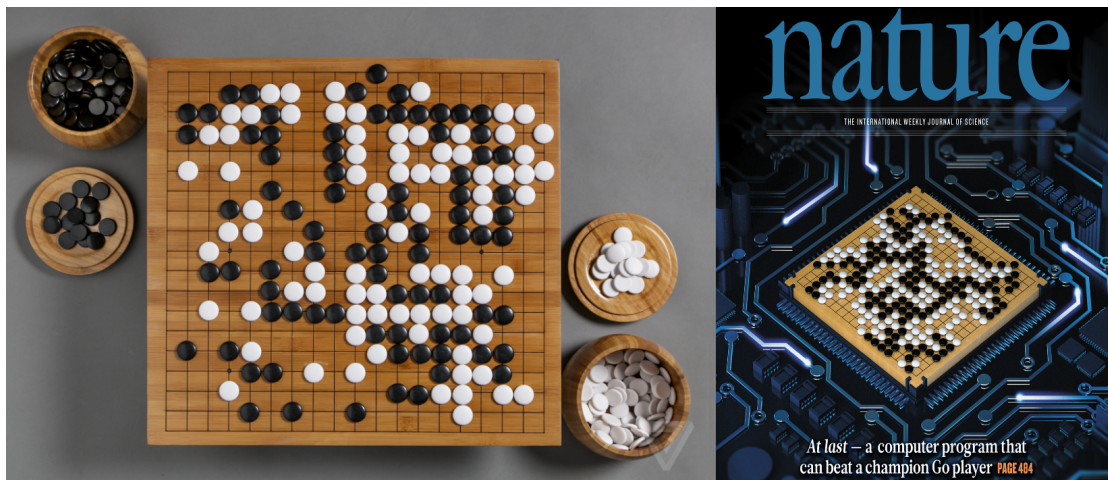 nature
THE INTERNATIONAL WEEKLY JOURNAL OF SCIENCE
At last – a computer program that
can beat a champion Go player PAGE 484